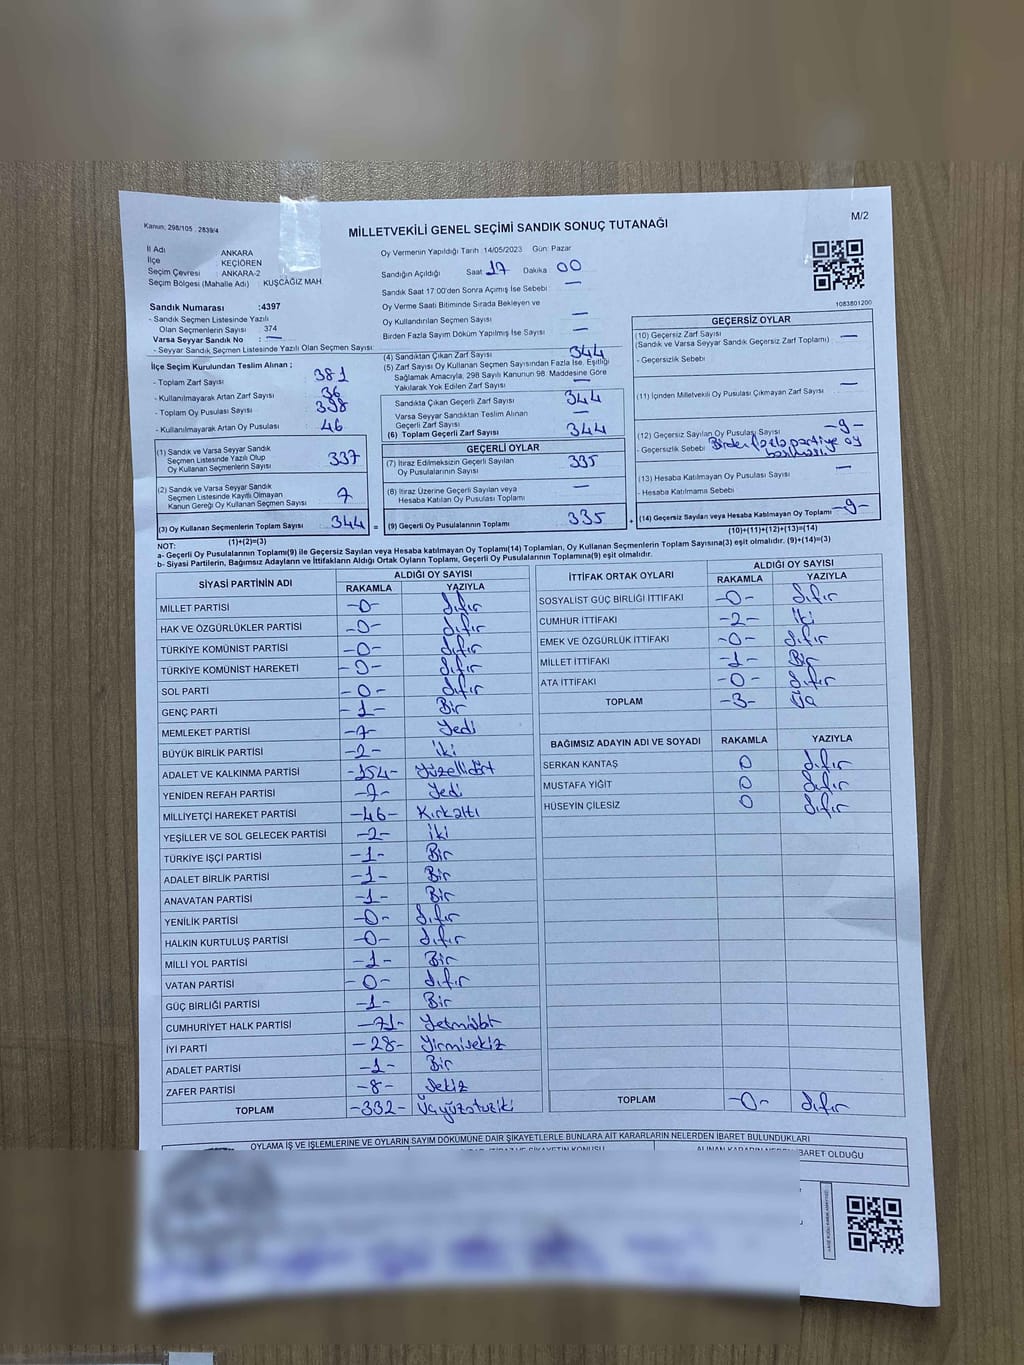 Kanun; 298/105 , 2839/4
M/2
MİLLETVEKİLİ GENEL SEÇİMİ SANDIK SONUÇ TUTANAĞI
İl Adı ANKARA
İlçe KEÇİÖREN
Seçim Çevresi : ANKARA-2
Seçim Bölgesi (Mahalle Adı) KUŞCAĞIZ MAH.
Oy Vermenin Yapıldığı Tarih :14/05/2023 Gün: Pazar
Sandığın Açıldığı Saat 17 Dakika 00
Sandık Saat 17:00'den Sonra Açımış İse Sebebi : —
Oy Verme Saati Bitiminde Sırada Bekleyen ve
Oy Kullandırılan Seçmen Sayısı —
Birden Fazla Sayım Döküm Yapılmış İse Sayısı —
1083801200
Sandık Numarası :4397
- Sandık Seçmen Listesinde Yazılı
Olan Seçmenlerin Sayısı : 374
Varsa Seyyar Sandık No : —
- Seyyar Sandık Seçmen Listesinde Yazılı Olan Seçmen Sayısı:
İlçe Seçim Kurulundan Teslim Alınan ;
- Toplam Zarf Sayısı 381
- Kullanılmayarak Artan Zarf Sayısı 36
- Toplam Oy Pusulası Sayısı
- Kullanılmayarak Artan Oy Pusulası 46
(1) Sandık ve Varsa Seyyar Sandık
Seçmen Listesinde Yazılı Olup
Oy Kullanan Seçmenlerin Sayısı 337
(2) Sandık ve Varsa Seyyar Sandık
Seçmen Listesinde Kayıtlı Olmayan
Kanun Gereği Oy Kullanan Seçmen Sayısı 7
(3) Oy Kullanan Seçmenlerin Toplam Sayısı 344 =
(1)+(2)=(3)
(4) Sandıktan Çıkan Zarf Sayısı 344
(5) Zarf Sayısı Oy Kullanan Seçmen Sayısından Fazla İse, Eşitliği
Sağlamak Amacıyla, 298 Sayılı Kanunun 98. Maddesine Göre
Yakılarak Yok Edilen Zarf Sayısı —
Sandıkta Çıkan Geçerli Zarf Sayısı 344
Varsa Seyyar Sandıktan Teslim Alınan
Geçerli Zarf Sayısı —
(6) Toplam Geçerli Zarf Sayısı 344
GEÇERLİ OYLAR
(7) İtiraz Edilmeksizin Geçerli Sayılan
Oy Pusulalarının Sayısı 335
(8) İtiraz Üzerine Geçerli Sayılan veya
Hesaba Katılan Oy Pusulası Toplamı —
(9) Geçerli Oy Pusulalarının Toplamı 335 +
GEÇERSİZ OYLAR
(10) Geçersiz Zarf Sayısı
(Sandık ve Varsa Seyyar Sandık Geçersiz Zarf Toplamı) —
- Geçersizlik Sebebi
(11) İçinden Milletvekili Oy Pusulası Çıkmayan Zarf Sayısı —
(12) Geçersiz Sayılan Oy Pusulası Sayısı -9-
- Geçersizlik Sebebi Birden fazla partiye oy
basılması
(13) Hesaba Katılmayan Oy Pusulası Sayısı —
- Hesaba Katılmama Sebebi
(14) Geçersiz Sayılan veya Hesaba Katılmayan Oy Toplamı -9-
(10)+(11)+(12)+(13)=(14)
NOT:
a- Geçerli Oy Pusulalarının Toplamı(9) ile Geçersiz Sayılan veya Hesaba katılmayan Oy Toplamı(14) Toplamları, Oy Kullanan Seçmenlerin Toplam Sayısına(3) eşit olmalıdır. (9)+(14)=(3)
b- Siyasi Partilerin, Bağımsız Adayların ve İttifakların Aldığı Ortak Oyların Toplamı, Geçerli Oy Pusulalarının Toplamına(9) eşit olmalıdır.
SİYASİ PARTİNİN ADI ALDIĞI OY SAYISI
RAKAMLA YAZIYLA
MİLLET PARTİSİ -0- Sıfır
HAK VE ÖZGÜRLÜKLER PARTİSİ -0- Sıfır
TÜRKİYE KOMÜNİST PARTİSİ -0- Sıfır
TÜRKİYE KOMÜNİST HAREKETİ -0- Sıfır
SOL PARTİ -0- Sıfır
GENÇ PARTİ -1- Bir
MEMLEKET PARTİSİ -7- Yedi
BÜYÜK BİRLİK PARTİSİ -2- İki
ADALET VE KALKINMA PARTİSİ -154- Yüzellidört
YENİDEN REFAH PARTİSİ -7- Yedi
MİLLİYETÇİ HAREKET PARTİSİ -46- Kırkaltı
YEŞİLLER VE SOL GELECEK PARTİSİ -2- İki
TÜRKİYE İŞÇİ PARTİSİ -1- Bir
ADALET BİRLİK PARTİSİ -1- Bir
ANAVATAN PARTİSİ -1- Bir
YENİLİK PARTİSİ -0- Sıfır
HALKIN KURTULUŞ PARTİSİ -0- Sıfır
MİLLİ YOL PARTİSİ -1- Bir
VATAN PARTİSİ -0- Sıfır
GÜÇ BİRLİĞİ PARTİSİ -1- Bir
CUMHURİYET HALK PARTİSİ -71- Yetmişbir
İYİ PARTİ -28- Yirmisekiz
ADALET PARTİSİ -1- Bir
ZAFER PARTİSİ -8- Sekiz
TOPLAM -332- Üçyüzotuziki
İTTİFAK ORTAK OYLARI ALDIĞI OY SAYISI
RAKAMLA YAZIYLA
SOSYALİST GÜÇ BİRLİĞİ İTTİFAKI -0- Sıfır
CUMHUR İTTİFAKI -2- İki
EMEK VE ÖZGÜRLÜK İTTİFAKI -0- Sıfır
MİLLET İTTİFAKI -1- Bir
ATA İTTİFAKI -0- Sıfır
TOPLAM -3- Üç
BAĞIMSIZ ADAYIN ADI VE SOYADI RAKAMLA YAZIYLA
SERKAN KANTAŞ 0 Sıfır
MUSTAFA YİĞİT 0 Sıfır
HÜSEYİN ÇİLESİZ 0 Sıfır
TOPLAM -0- Sıfır
OYLAMA İŞ VE İŞLEMLERİNE VE OYLARIN SAYIM DÖKÜMÜNE DAİR ŞİKAYETLERLE BUNLARA AİT KARARLARIN NELERDEN İBARET BULUNDUKLARI
İBARET OLDUĞU